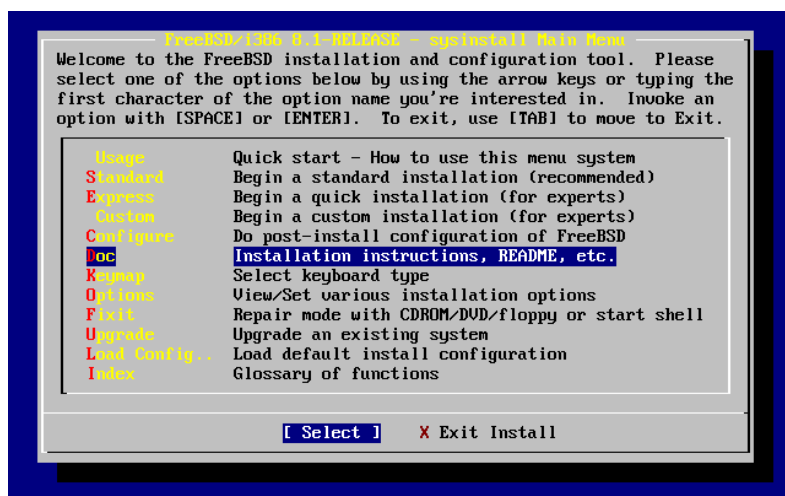 FreeBSD/i386 8.1-RELEASE - sysinstall Main Menu
Welcome to the FreeBSD installation and configuration tool.  Please
select one of the options below by using the arrow keys or typing the
first character of the option name you're interested in.  Invoke an
option with [SPACE] or [ENTER].  To exit, use [TAB] to move to Exit.
Usage Quick start - How to use this menu system
Standard Begin a standard installation (recommended)
Express Begin a quick installation (for experts)
Custom Begin a custom installation (for experts)
Configure Do post-install configuration of FreeBSD
Doc Installation instructions, README, etc.
Keymap Select keyboard type
Options View/Set various installation options
Fixit Repair mode with CDROM/DVD/floppy or start shell
Upgrade Upgrade an existing system
Load Config.. Load default install configuration
Index Glossary of functions
[ Select ] X Exit Install